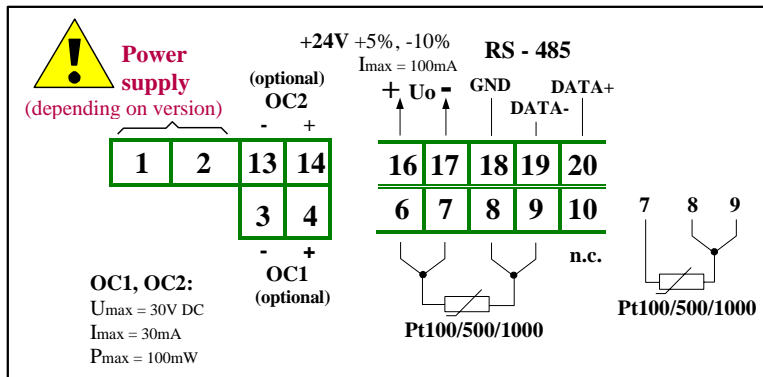 !
Power
supply
(depending on version)
(optional)
OC2
- +
+24V +5%, -10%
Imax = 100mA
+ Uo -
RS - 485
GND
DATA-
DATA+
1 2 13 14
3 4
- +
OC1
(optional)
16 17 18 19 20
6 7 8 9 10
n.c.
Pt100/500/1000
7 8 9
Pt100/500/1000
OC1, OC2:
Umax = 30V DC
Imax = 30mA
Pmax = 100mW